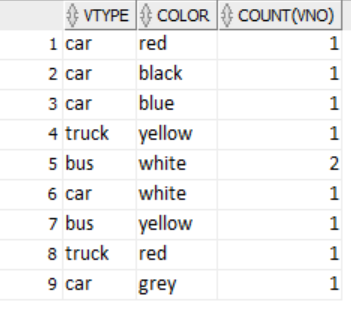 VTYPE COLOR COUNT(VNO)
1 car red 1
2 car black 1
3 car blue 1
4 truck yellow 1
5 bus white 2
6 car white 1
7 bus yellow 1
8 truck red 1
9 car grey 1